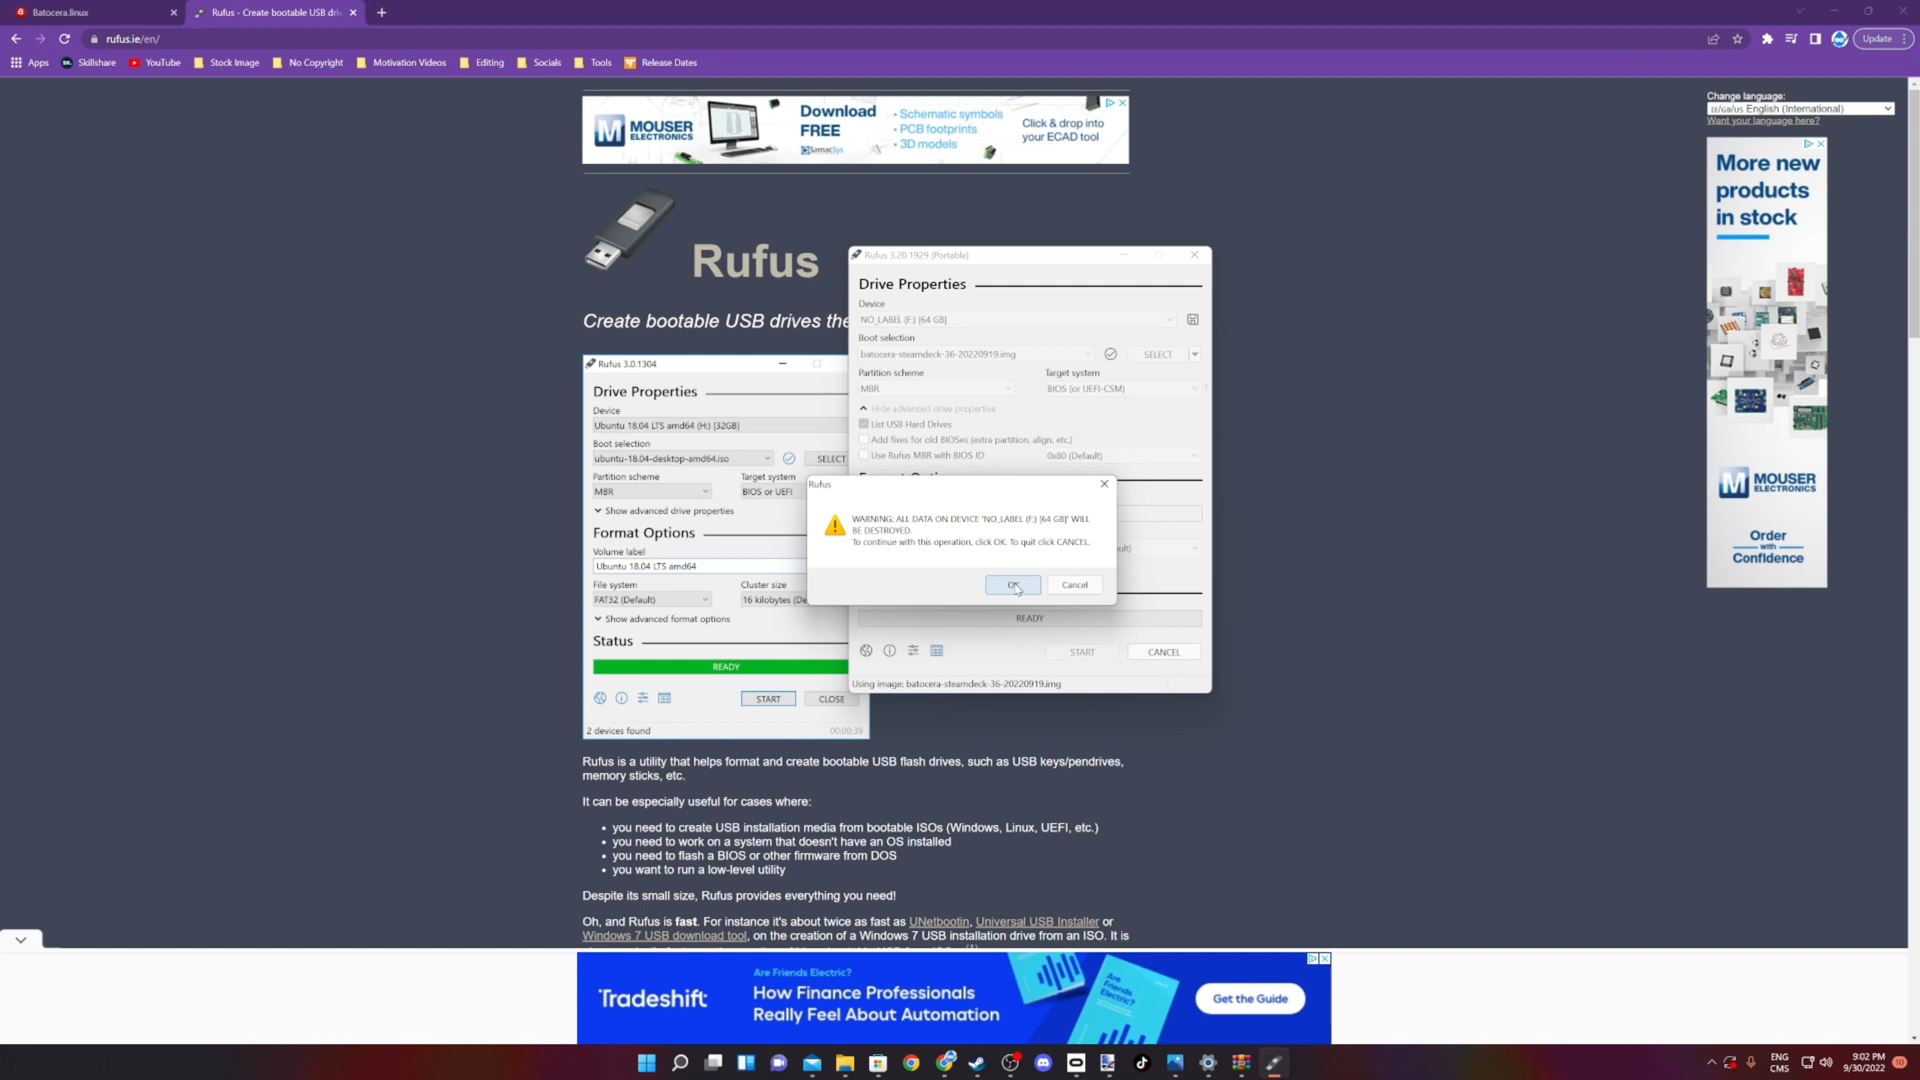 Batocera.linux
Rufus - Create bootable USB dri
rufus.ie/en/
Update
Apps
Skillshare
YouTube
Stock Image
No Copyright
Motivation Videos
Editing
Socials
Tools
Release Dates
MOUSER
ELECTRONICS
Download
FREE
SamacSys
• Schematic symbols
• PCB footprints
• 3D models
Click & drop into
your ECAD tool
Change language:
IE/GB/US English (International)
Want your language here?
More new
products
in stock
MOUSER
ELECTRONICS
Order
with
Confidence
Rufus
Create bootable USB drives the
Rufus 3.0.1304
Drive Properties
Device
Ubuntu 18.04 LTS amd64 (H:) [32GB]
Boot selection
ubuntu-18.04-desktop-amd64.iso
SELECT
Partition scheme
Target system
MBR
BIOS or UEFI
Show advanced drive properties
Format Options
Volume label
Ubuntu 18.04 LTS amd64
File system
Cluster size
FAT32 (Default)
16 kilobytes (De
Show advanced format options
Status
READY
START
CLOSE
2 devices found
00:00:39
Rufus 3.20.1929 (Portable)
Drive Properties
Device
NO_LABEL (F:) [64 GB]
Boot selection
batocera-steamdeck-36-20220919.img
SELECT
Partition scheme
Target system
MBR
BIOS (or UEFI-CSM)
?
Hide advanced drive properties
List USB Hard Drives
Add fixes for old BIOSes (extra partition, align, etc.)
Use Rufus MBR with BIOS ID
0x80 (Default)
Rufus
WARNING: ALL DATA ON DEVICE 'NO_LABEL (F:) [64 GB]' WILL
BE DESTROYED.
To continue with this operation, click OK. To quit click CANCEL.
OK
Cancel
READY
START
CANCEL
Using image: batocera-steamdeck-36-20220919.img
Rufus is a utility that helps format and create bootable USB flash drives, such as USB keys/pendrives,
memory sticks, etc.
It can be especially useful for cases where:
• you need to create USB installation media from bootable ISOs (Windows, Linux, UEFI, etc.)
• you need to work on a system that doesn't have an OS installed
• you need to flash a BIOS or other firmware from DOS
• you want to run a low-level utility
Despite its small size, Rufus provides everything you need!
Oh, and Rufus is fast. For instance it's about twice as fast as UNetbootin, Universal USB Installer or
Windows 7 USB download tool, on the creation of a Windows 7 USB installation drive from an ISO. It is
Tradeshift
Are Friends Electric?
How Finance Professionals
Really Feel About Automation
Are
Friends
Electric?
Get the Guide
ENG
CMS
9:02 PM
9/30/2022
10